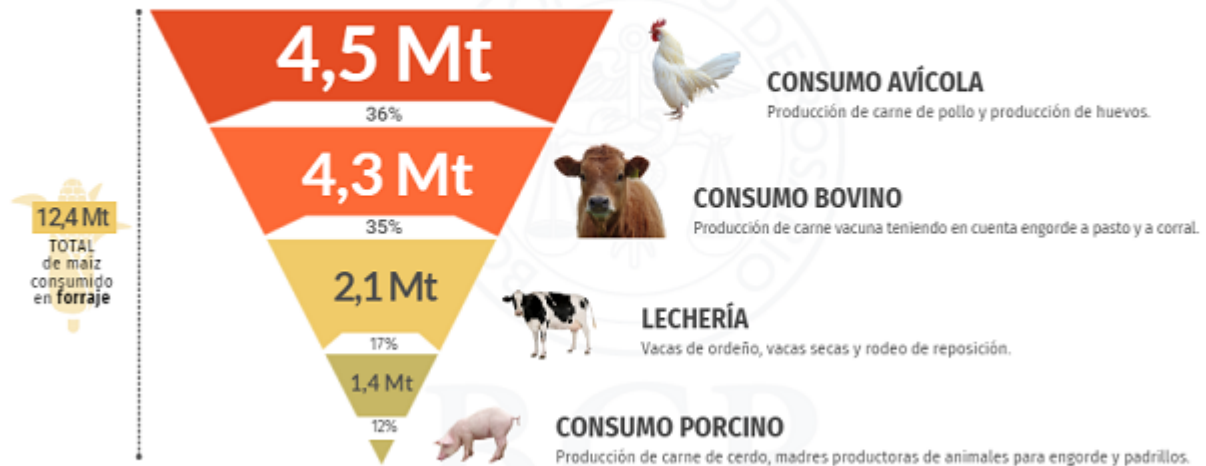 4,5 Mt
36%
CONSUMO AVÍCOLA
Producción de carne de pollo y producción de huevos.
4,3 Mt
35%
CONSUMO BOVINO
Producción de carne vacuna teniendo en cuenta engorde a pasto y a corral.
12,4 Mt
TOTAL
de maíz
consumido
en forraje
2,1 Mt
17%
LECHERÍA
Vacas de ordeño, vacas secas y rodeo de reposición.
1,4 Mt
12%
CONSUMO PORCINO
Producción de carne de cerdo, madres productoras de animales para engorde y padrillos.
BCR